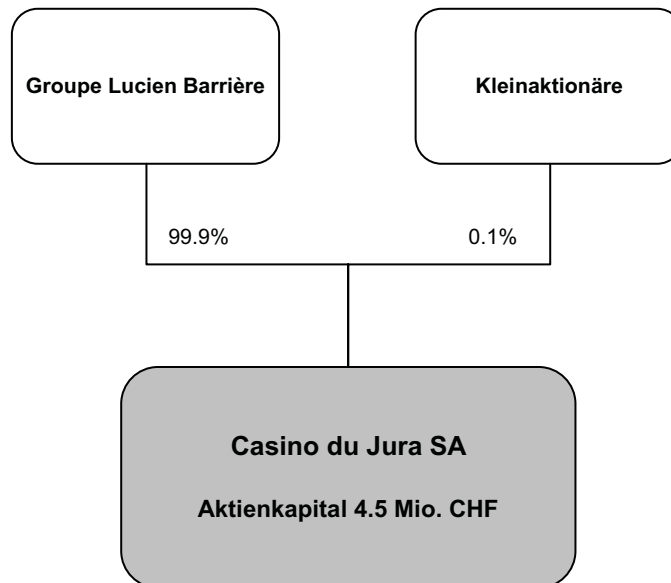 Groupe Lucien Barrière
Kleinaktionäre
99.9%
0.1%
Casino du Jura SA
Aktienkapital 4.5 Mio. CHF